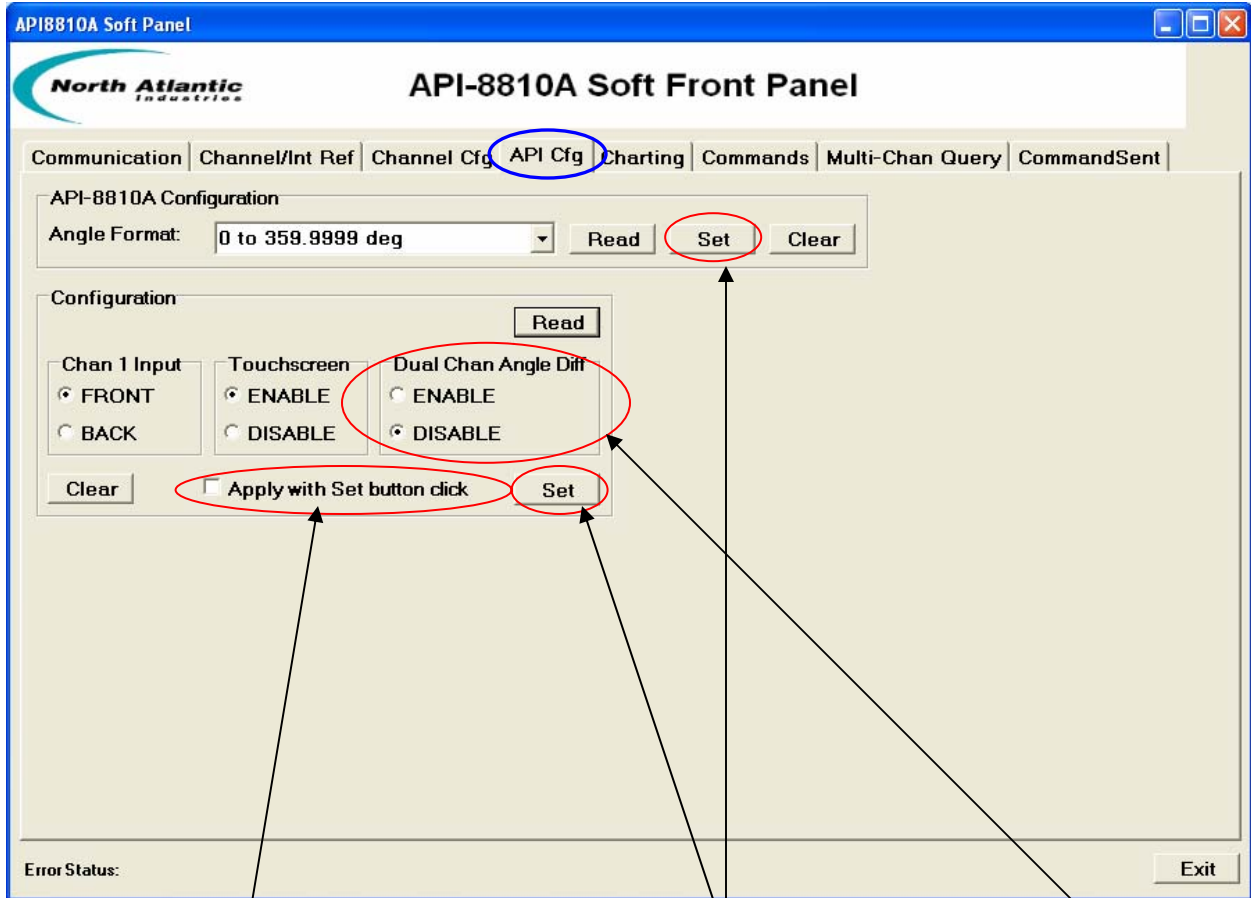 API8810A Soft Panel
North Atlantic
Industries
API-8810A Soft Front Panel
Communication Channel/Int Ref Channel Cfg API Cfg Charting Commands Multi-Chan Query CommandSent
API-8810A Configuration
Angle Format: 0 to 359.9999 deg Read Set Clear
Configuration
Read
Chan 1 Input Touchscreen Dual Chan Angle Diff
FRONT ENABLE ENABLE
BACK DISABLE DISABLE
Clear Apply with Set button click Set
Error Status: Exit